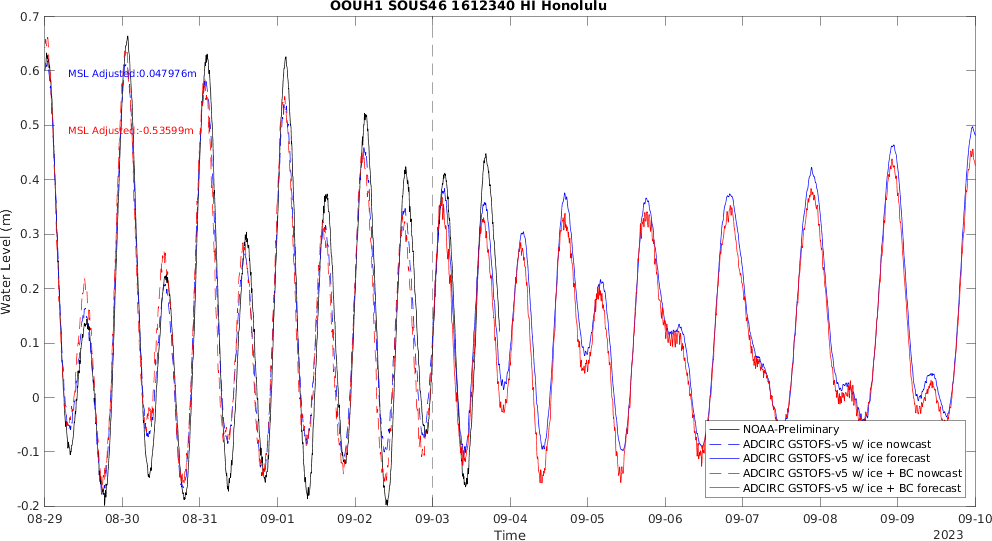 OOUH1 SOUS46 1612340 HI Honolulu
0.7
0.6
0.5
0.4
0.3
0.2
0.1
0
-0.1
-0.2
Water Level (m)
MSL Adjusted:0.047976m
MSL Adjusted:-0.53599m
NOAA-Preliminary
ADCIRC GSTOFS-v5 w/ ice nowcast
ADCIRC GSTOFS-v5 w/ ice forecast
ADCIRC GSTOFS-v5 w/ ice + BC nowcast
ADCIRC GSTOFS-v5 w/ ice + BC forecast
08-29 08-30 08-31 09-01 09-02 09-03 09-04 09-05 09-06 09-07 09-08 09-09 09-10
Time
2023